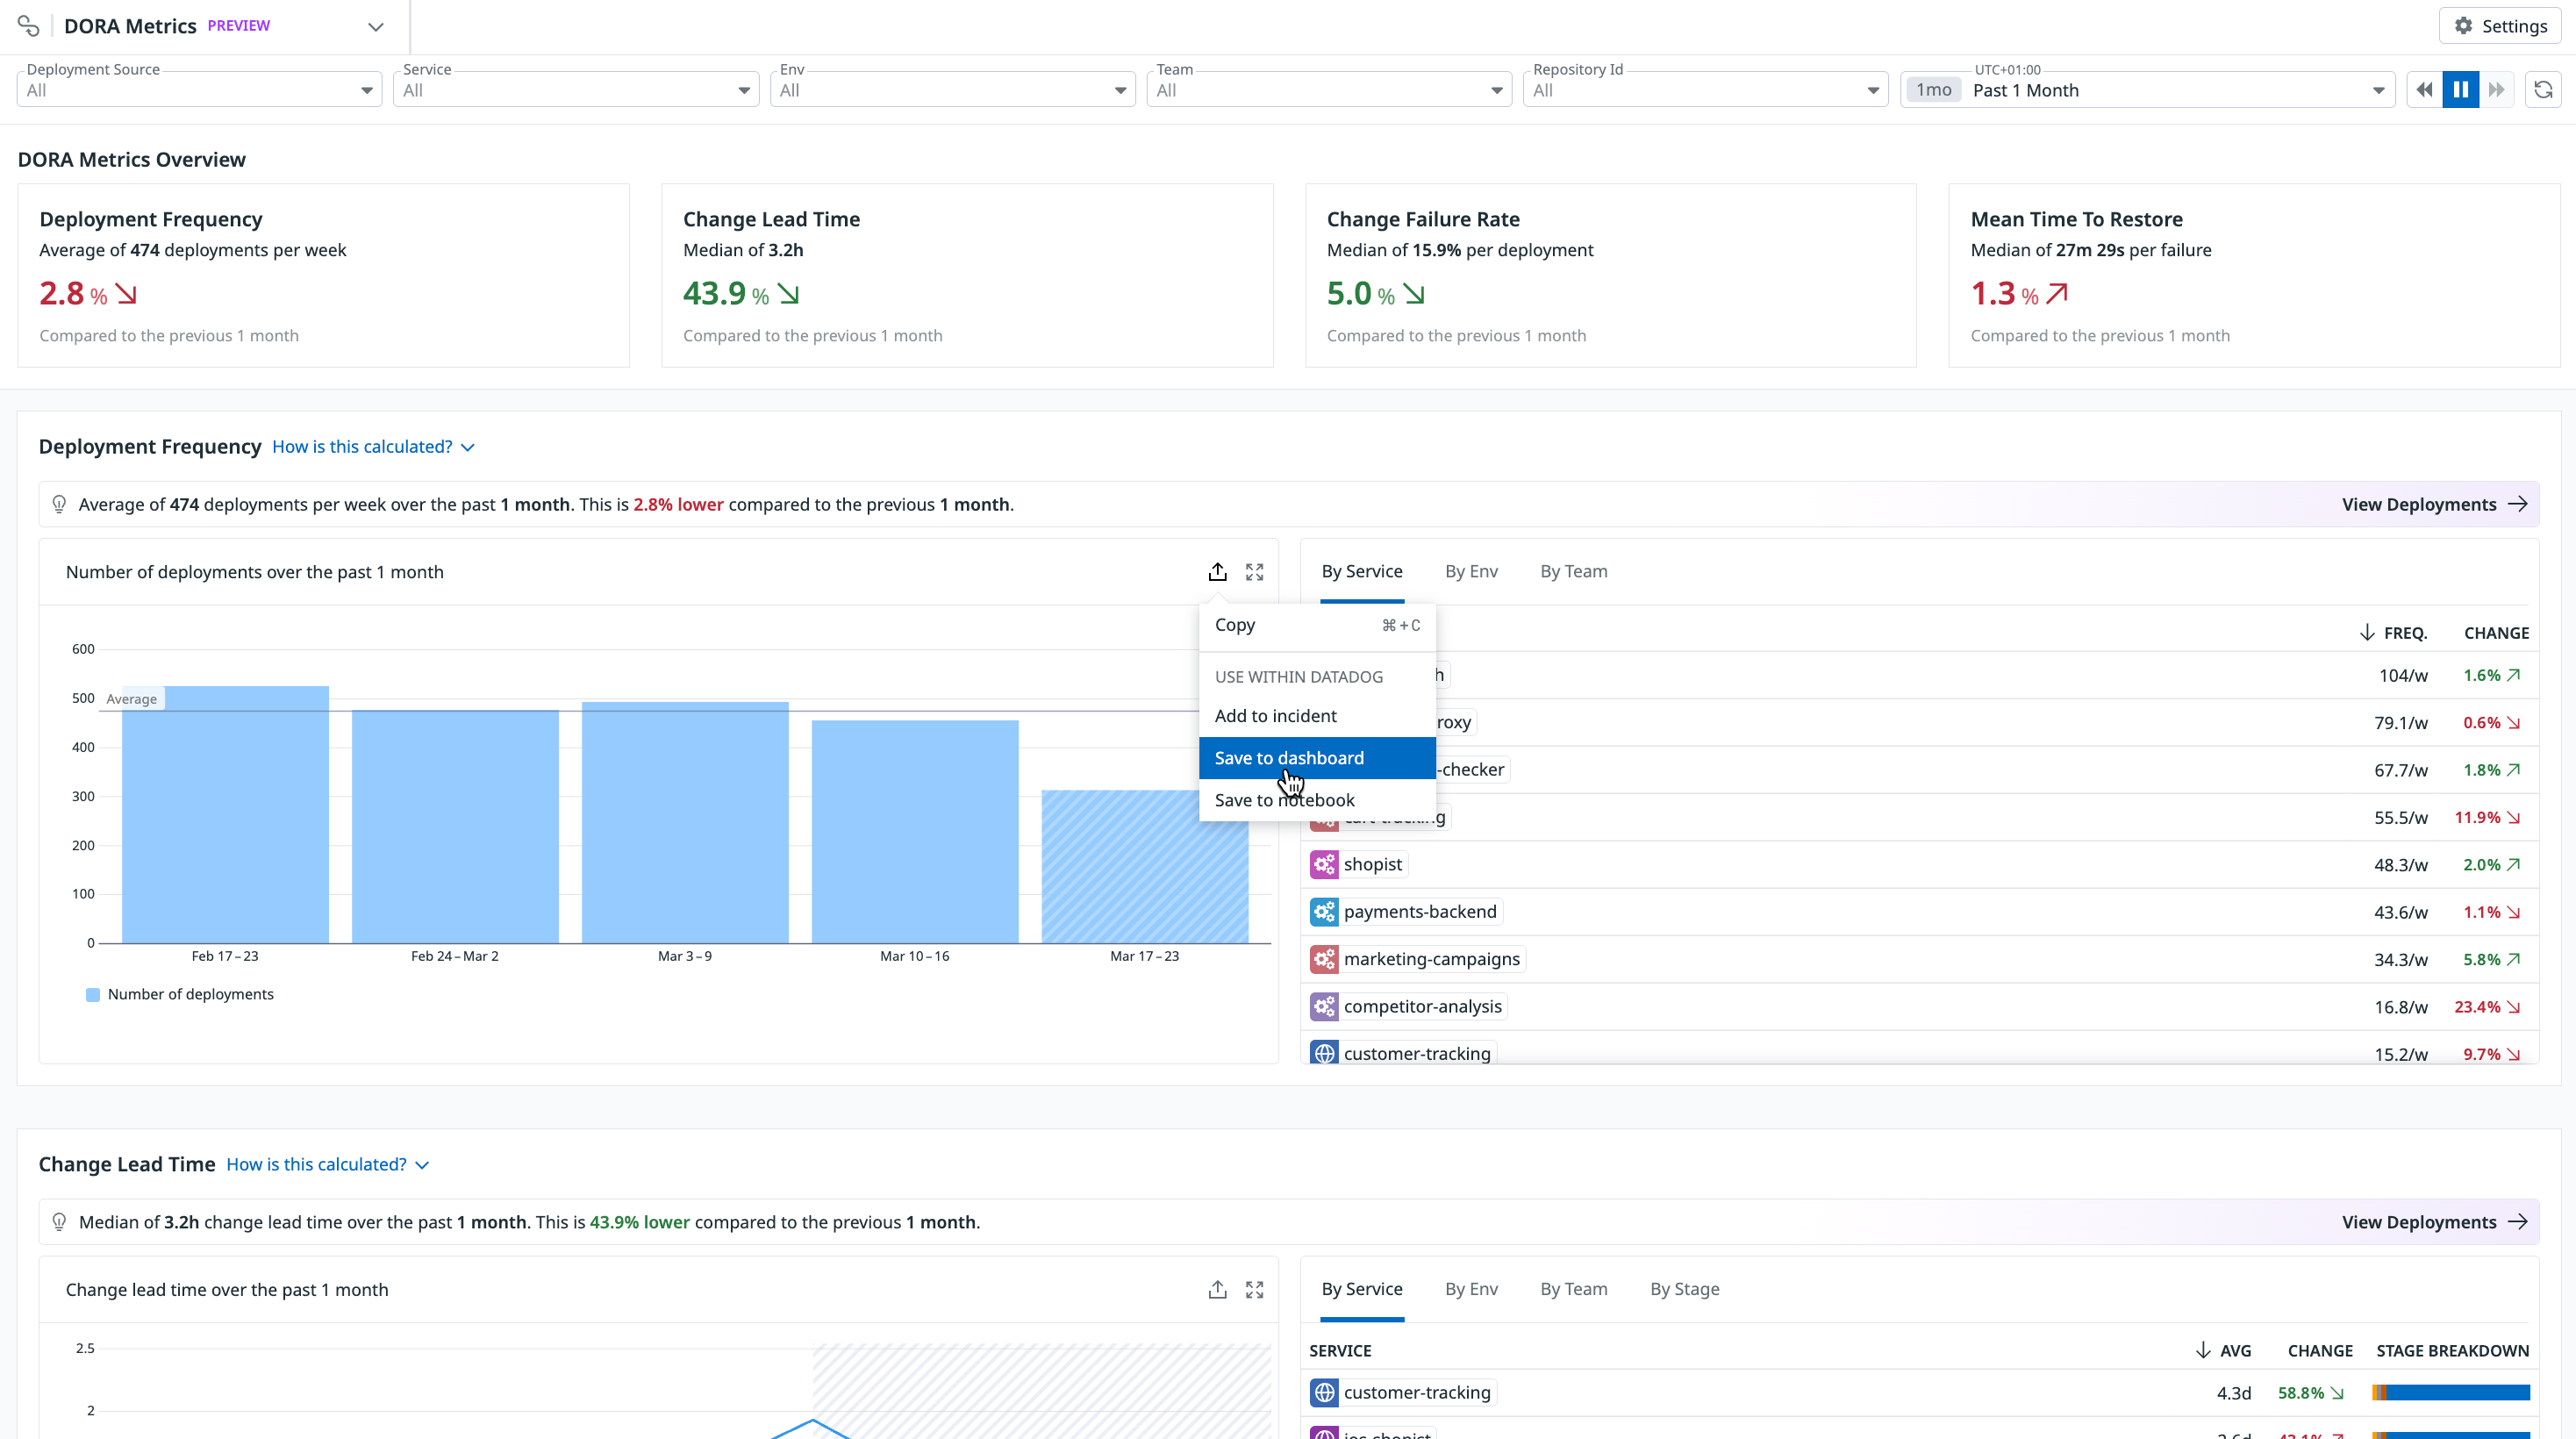 DORA Metrics PREVIEW
Settings
Deployment Source
All
Service
All
Env
All
Team
All
Repository Id
All
UTC+01:00
1mo Past 1 Month
DORA Metrics Overview
Deployment Frequency
Average of 474 deployments per week
2.8 %
Compared to the previous 1 month
Change Lead Time
Median of 3.2h
43.9 %
Compared to the previous 1 month
Change Failure Rate
Median of 15.9% per deployment
5.0 %
Compared to the previous 1 month
Mean Time To Restore
Median of 27m 29s per failure
1.3 %
Compared to the previous 1 month
Deployment Frequency How is this calculated?
Average of 474 deployments per week over the past 1 month. This is 2.8% lower compared to the previous 1 month.
View Deployments
Number of deployments over the past 1 month
600
500
400
300
200
100
0
Average
Feb 17 – 23
Feb 24 – Mar 2
Mar 3 – 9
Mar 10 – 16
Mar 17 – 23
Number of deployments
Copy ⌘ + C
USE WITHIN DATADOG
Add to incident
Save to dashboard
Save to notebook
By Service By Env By Team
FREQ. CHANGE
h 104/w 1.6%
roxy 79.1/w 0.6%
-checker 67.7/w 1.8%
55.5/w 11.9%
shopist 48.3/w 2.0%
payments-backend 43.6/w 1.1%
marketing-campaigns 34.3/w 5.8%
competitor-analysis 16.8/w 23.4%
customer-tracking 15.2/w 9.7%
Change Lead Time How is this calculated?
Median of 3.2h change lead time over the past 1 month. This is 43.9% lower compared to the previous 1 month.
View Deployments
Change lead time over the past 1 month
2.5
2
By Service By Env By Team By Stage
SERVICE AVG CHANGE STAGE BREAKDOWN
customer-tracking 4.3d 58.8%